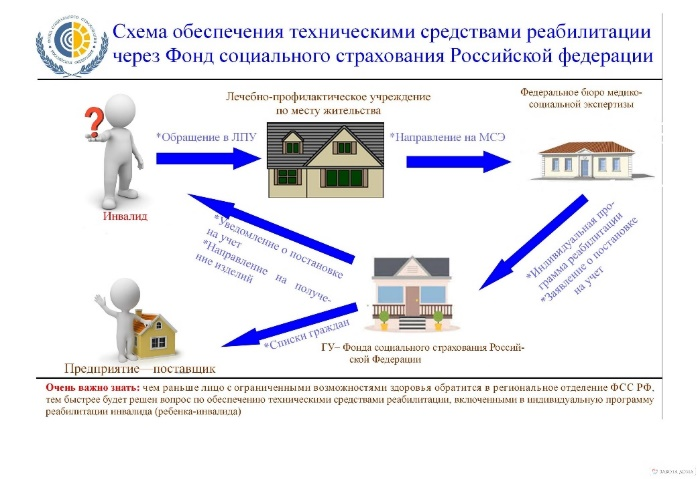 Схема обеспечения техническими средствами реабилитации
через Фонд социального страхования Российской федерации
Лечебно-профилактическое учреждение
по месту жительства
Федеральное бюро медико-
социальной экспертизы
?
*Обращение в ЛПУ
*Направление на МСЭ
Инвалид
*Уведомление о постановке
на учет
*Направление на получе-
ние изделий
*Индивидуальная про-
грамма реабилитации
*Заявление о постановке
на учет
*Списки граждан
ГУ– Фонда социального страхования Россий-
ской Федерации
Предприятие—поставщик
Очень важно знать: чем раньше лицо с ограниченными возможностями здоровья обратится в региональное отделение ФСС РФ,
тем быстрее будет решен вопрос по обеспечению техническими средствами реабилитации, включенными в индивидуальную программу
реабилитации инвалида (ребенка-инвалида)